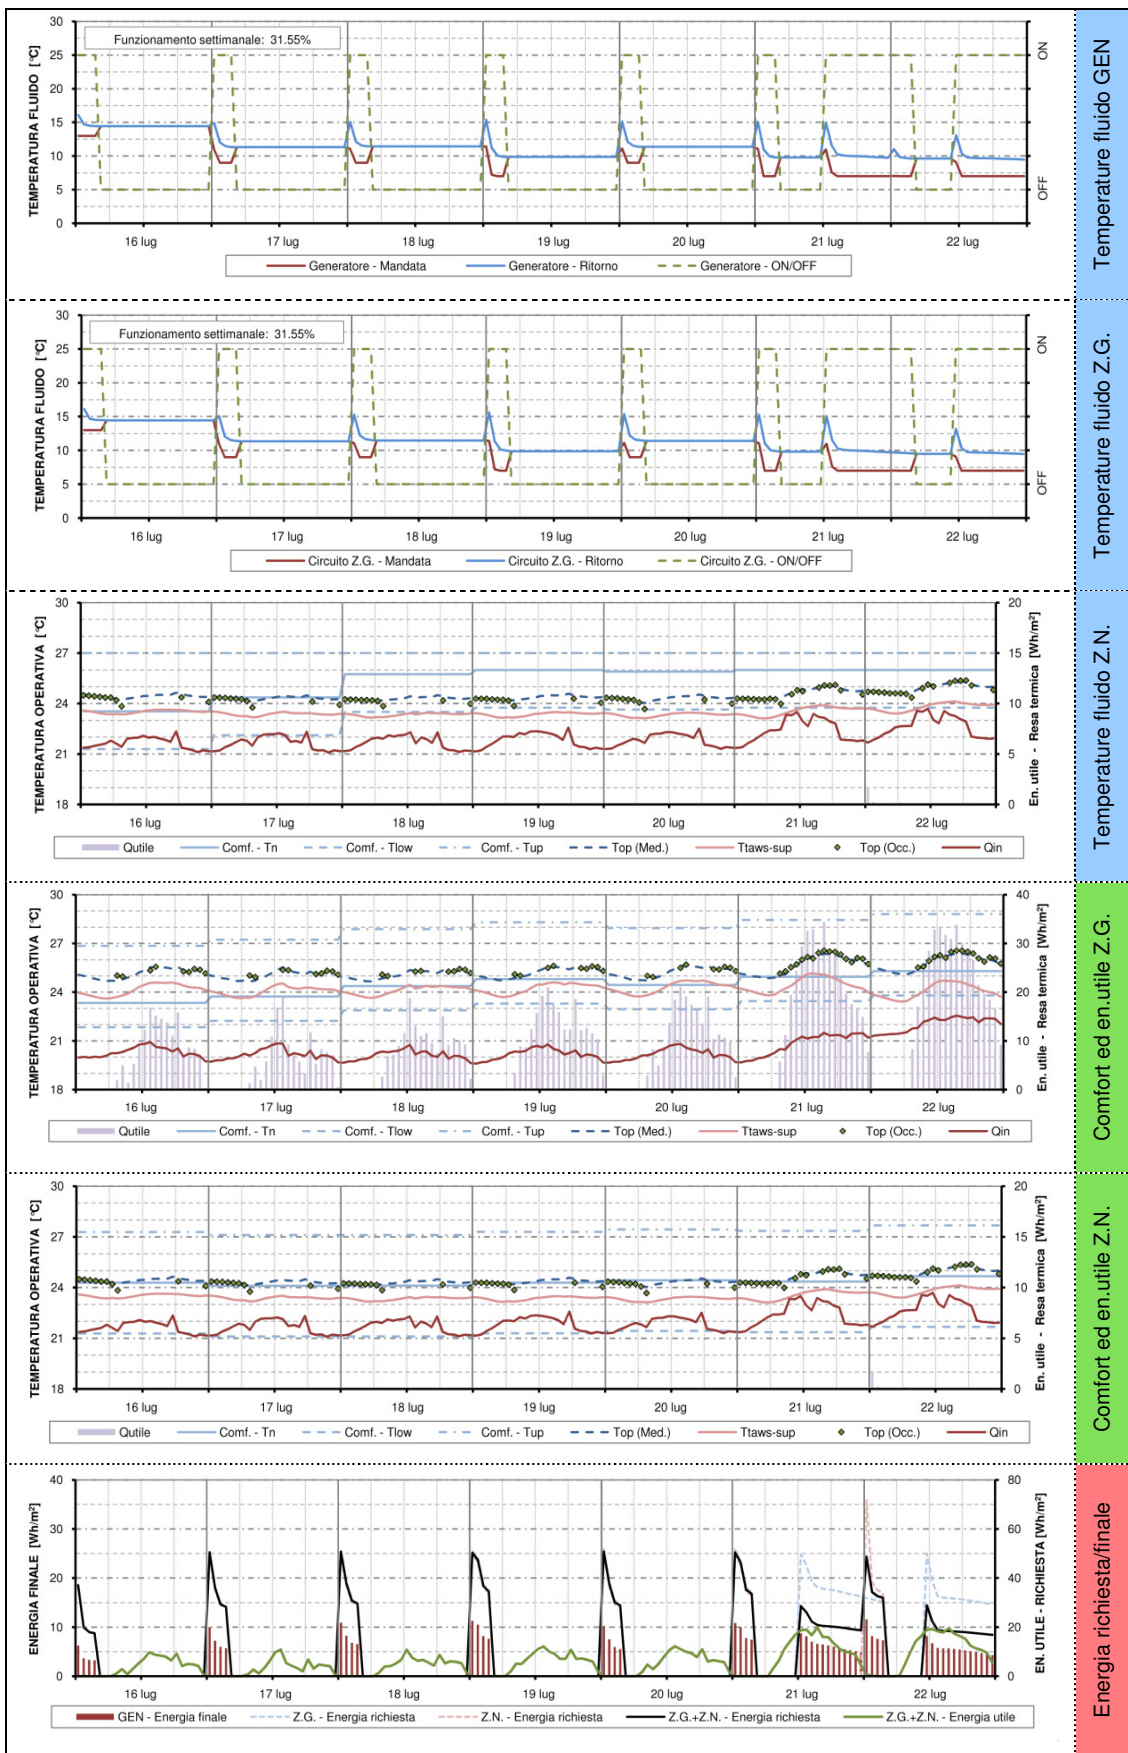 Funzionamento settimanale: 31.55%
TEMPERATURA FLUIDO [°C]
30
25
20
15
10
5
0
ON
OFF
16 lug 17 lug 18 lug 19 lug 20 lug 21 lug 22 lug
Generatore - Mandata Generatore - Ritorno Generatore - ON/OFF
Temperature fluido GEN
Funzionamento settimanale: 31.55%
TEMPERATURA FLUIDO [°C]
30
25
20
15
10
5
0
ON
OFF
16 lug 17 lug 18 lug 19 lug 20 lug 21 lug 22 lug
Circuito Z.G. - Mandata Circuito Z.G. - Ritorno Circuito Z.G. - ON/OFF
Temperature fluido Z.G.
TEMPERATURA OPERATIVA [°C]
30
27
24
21
18
20
15
10
5
0
En. utile - Resa termica [Wh/m²]
16 lug 17 lug 18 lug 19 lug 20 lug 21 lug 22 lug
Qutile Comf. - Tn Comf. - Tlow Comf. - Tup Top (Med.) Ttaws-sup Top (Occ.) Qin
Temperature fluido Z.N.
TEMPERATURA OPERATIVA [°C]
30
27
24
21
18
40
30
20
10
0
En. utile - Resa termica [Wh/m²]
16 lug 17 lug 18 lug 19 lug 20 lug 21 lug 22 lug
Qutile Comf. - Tn Comf. - Tlow Comf. - Tup Top (Med.) Ttaws-sup Top (Occ.) Qin
Comfort ed en.utile Z.G.
TEMPERATURA OPERATIVA [°C]
30
27
24
21
18
20
15
10
5
0
En. utile - Resa termica [Wh/m²]
16 lug 17 lug 18 lug 19 lug 20 lug 21 lug 22 lug
Qutile Comf. - Tn Comf. - Tlow Comf. - Tup Top (Med.) Ttaws-sup Top (Occ.) Qin
Comfort ed en.utile Z.N.
ENERGIA FINALE [Wh/m²]
40
30
20
10
0
80
60
40
20
0
EN. UTILE - RICHIESTA [Wh/m²]
16 lug 17 lug 18 lug 19 lug 20 lug 21 lug 22 lug
GEN - Energia finale Z.G. - Energia richiesta Z.N. - Energia richiesta Z.G.+Z.N. - Energia richiesta Z.G.+Z.N. - Energia utile
Energia richiesta/finale